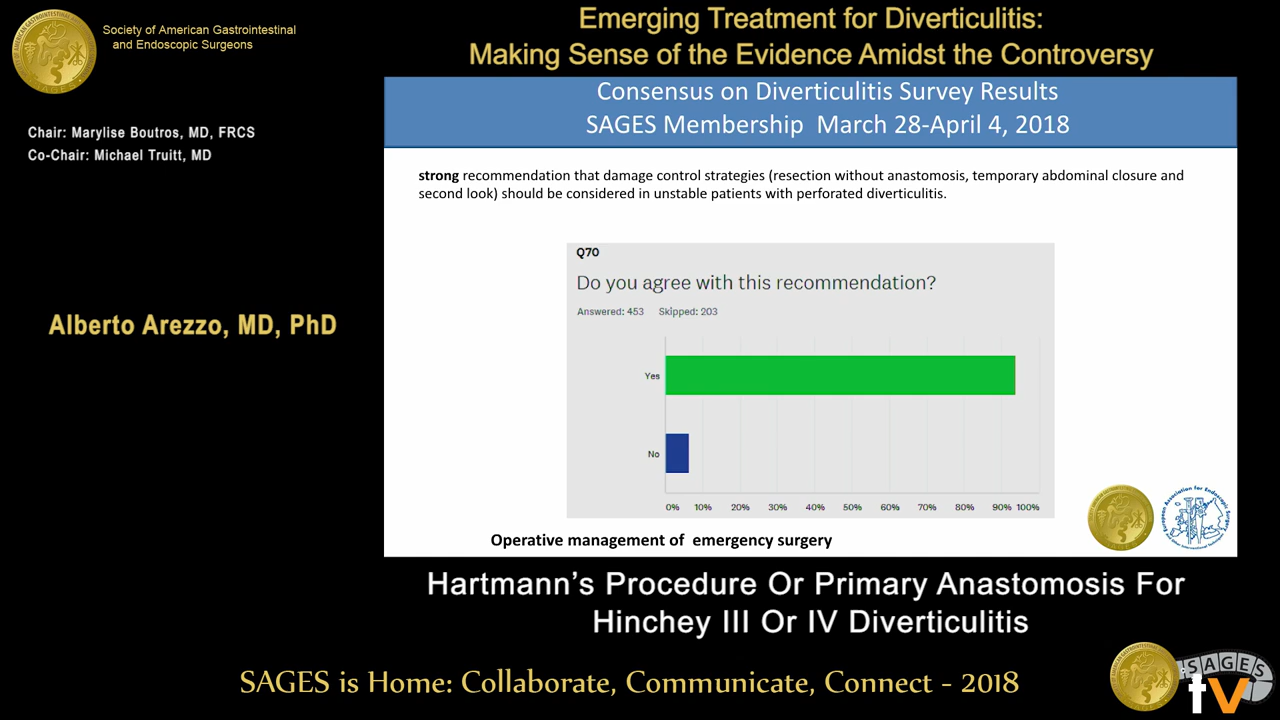 Society of American Gastrointestinal
and Endoscopic Surgeons
Emerging Treatment for Diverticulitis:
Making Sense of the Evidence Amidst the Controversy
Chair: Marylise Boutros, MD, FRCS
Co-Chair: Michael Truitt, MD
Alberto Arezzo, MD, PhD
Consensus on Diverticulitis Survey Results
SAGES Membership March 28-April 4, 2018
strong recommendation that damage control strategies (resection without anastomosis, temporary abdominal closure and
second look) should be considered in unstable patients with perforated diverticulitis.
Q70
Do you agree with this recommendation?
Answered: 453 Skipped: 203
Yes
No
0% 10% 20% 30% 40% 50% 60% 70% 80% 90% 100%
Operative management of emergency surgery
Hartmann's Procedure Or Primary Anastomosis For
Hinchey III Or IV Diverticulitis
SAGES is Home: Collaborate, Communicate, Connect - 2018
SAGES
tv